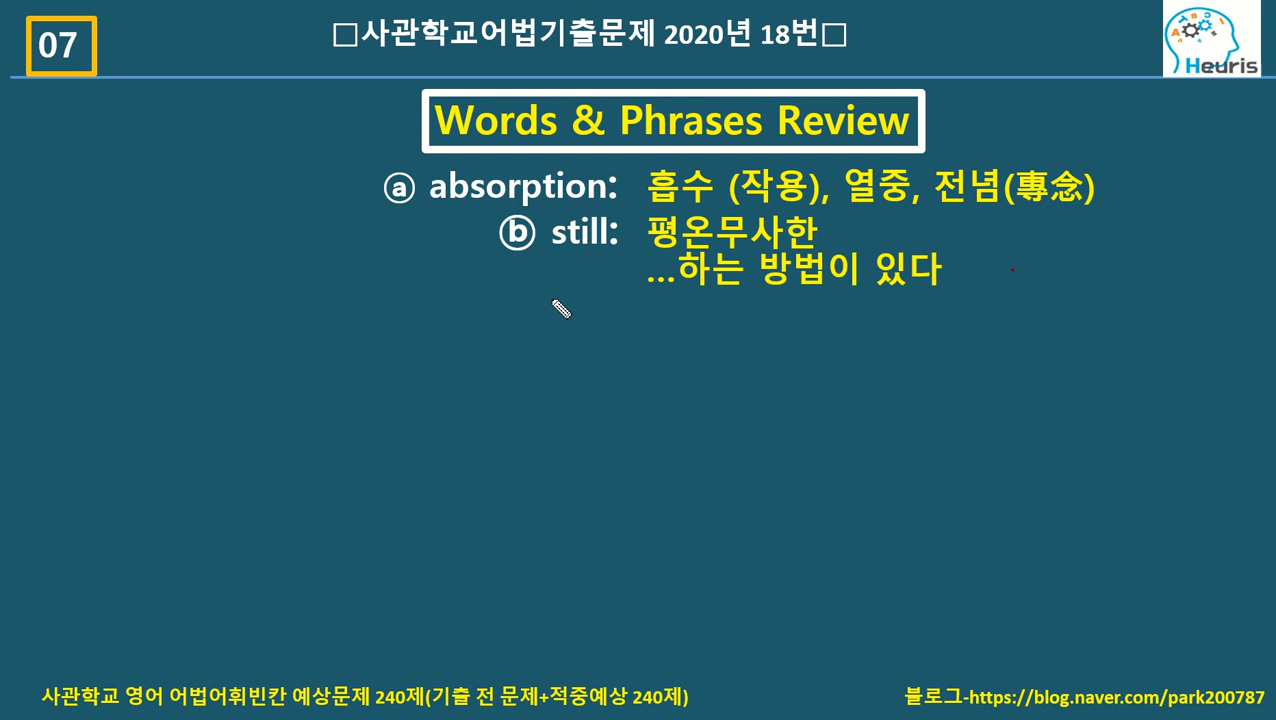 07
□사관학교어법기출문제 2020년 18번□
Heuris
Words & Phrases Review
ⓐ absorption: 흡수 (작용), 열중, 전념(專念)
ⓑ still: 평온무사한
...하는 방법이 있다
사관학교 영어 어법어휘빈칸 예상문제 240제(기출 전 문제+적중예상 240제)
블로그-https://blog.naver.com/park200787